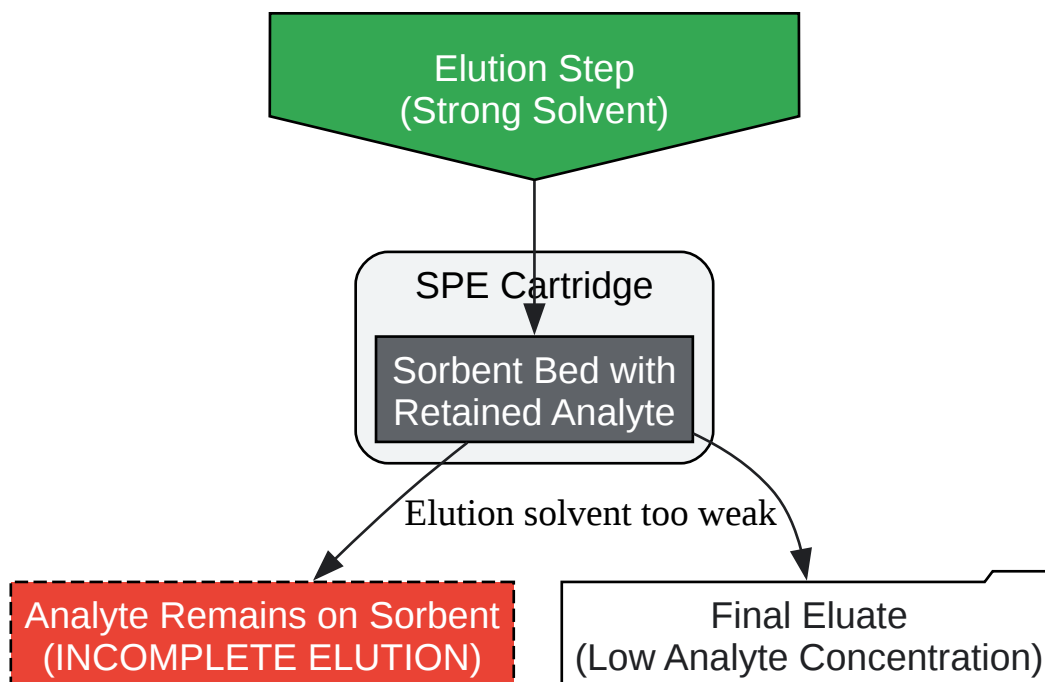 Elution Step
(Strong Solvent)
SPE Cartridge
Sorbent Bed with
Retained Analyte
Elution solvent too weak
Analyte Remains on Sorbent
(INCOMPLETE ELUTION)
Final Eluate
(Low Analyte Concentration)